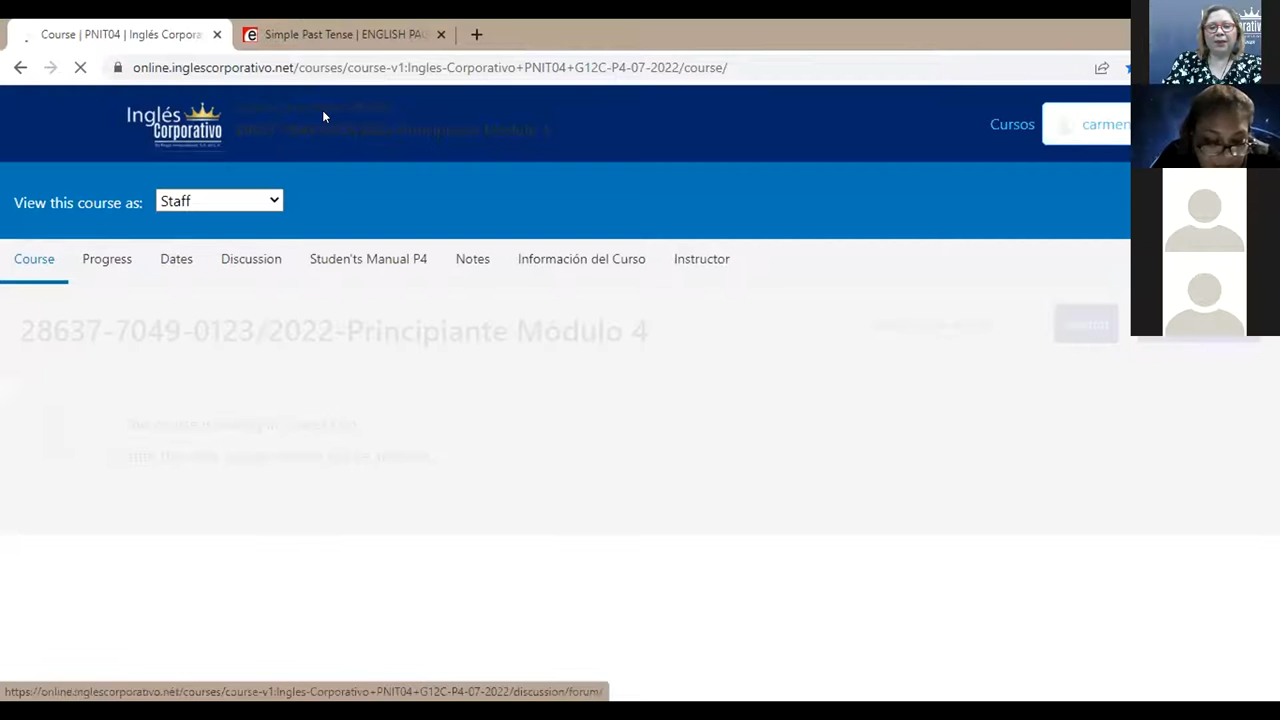 Course | PNIT04 | Inglés Corpora
Simple Past Tense | ENGLISH PAG
online.inglescorporativo.net/courses/course-v1:Ingles-Corporativo+PNIT04+G12C-P4-07-2022/course/
Inglés
Corporativo
Cursos
carmen
View this course as:
Staff
Course
Progress
Dates
Discussion
Studen'ts Manual P4
Notes
Información del Curso
Instructor
28637-7049-0123/2022-Principiante Módulo 4
https://online.inglescorporativo.net/courses/course-v1:Ingles-Corporativo+PNIT04+G12C-P4-07-2022/discussion/forum/